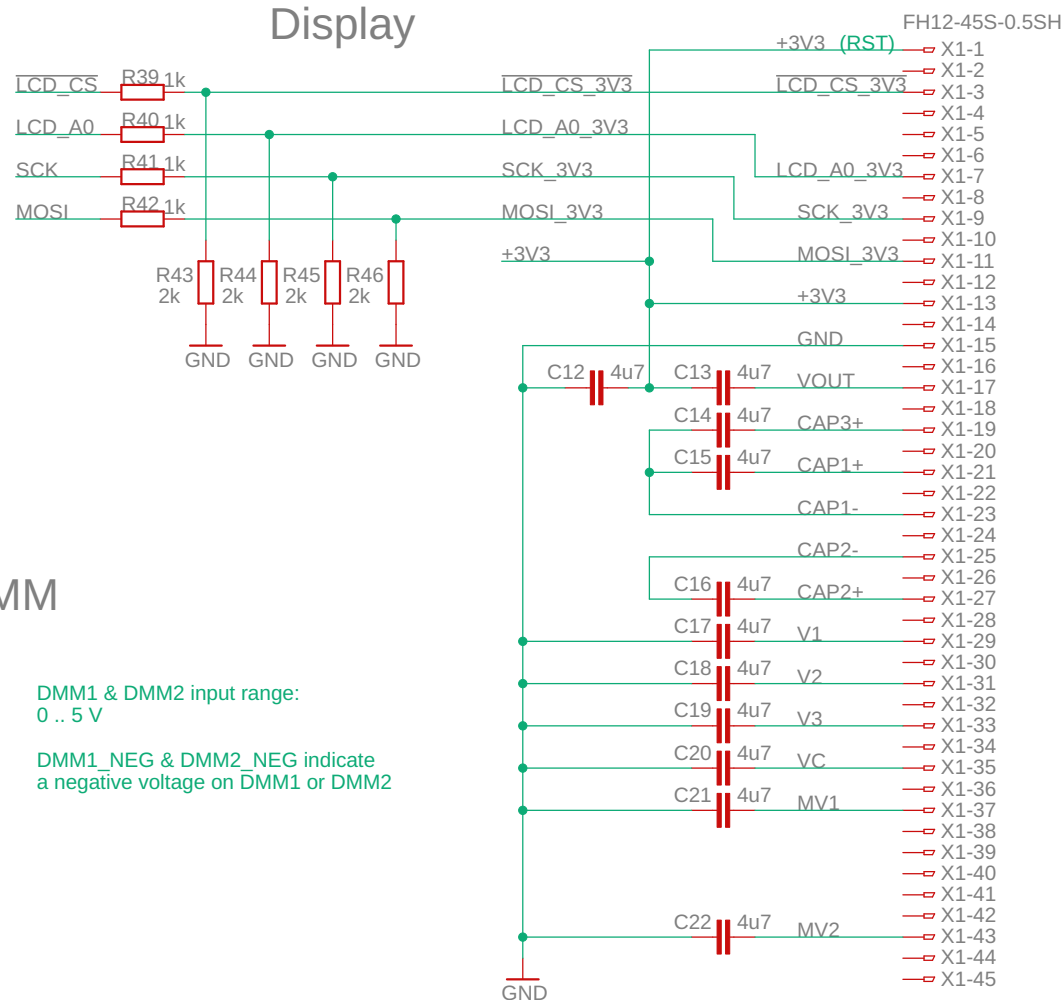 Display
FH12-45S-0.5SH
+3V3 (RST) X1-1
X1-2
LCD_CS R39 1k LCD_CS_3V3 LCD_CS_3V3 X1-3
X1-4
LCD_A0 R40 1k LCD_A0_3V3 X1-5
X1-6
SCK R41 1k SCK_3V3 LCD_A0_3V3 X1-7
X1-8
MOSI R42 1k MOSI_3V3 SCK_3V3 X1-9
X1-10
+3V3 MOSI_3V3 X1-11
R43 R44 R45 R46
X1-12
2k 2k 2k 2k
+3V3 X1-13
X1-14
GND X1-15
GND GND GND GND
X1-16
C12 4u7 C13 4u7 VOUT X1-17
X1-18
C14 4u7 CAP3+ X1-19
X1-20
C15 4u7 CAP1+ X1-21
X1-22
CAP1- X1-23
X1-24
CAP2- X1-25
X1-26
MM
C16 4u7 CAP2+ X1-27
X1-28
C17 4u7 V1 X1-29
X1-30
C18 4u7 V2 X1-31
DMM1 & DMM2 input range:
0 .. 5 V
X1-32
C19 4u7 V3 X1-33
X1-34
DMM1_NEG & DMM2_NEG indicate
a negative voltage on DMM1 or DMM2
C20 4u7 VC X1-35
X1-36
C21 4u7 MV1 X1-37
X1-38
X1-39
X1-40
X1-41
X1-42
C22 4u7 MV2 X1-43
X1-44
X1-45
GND